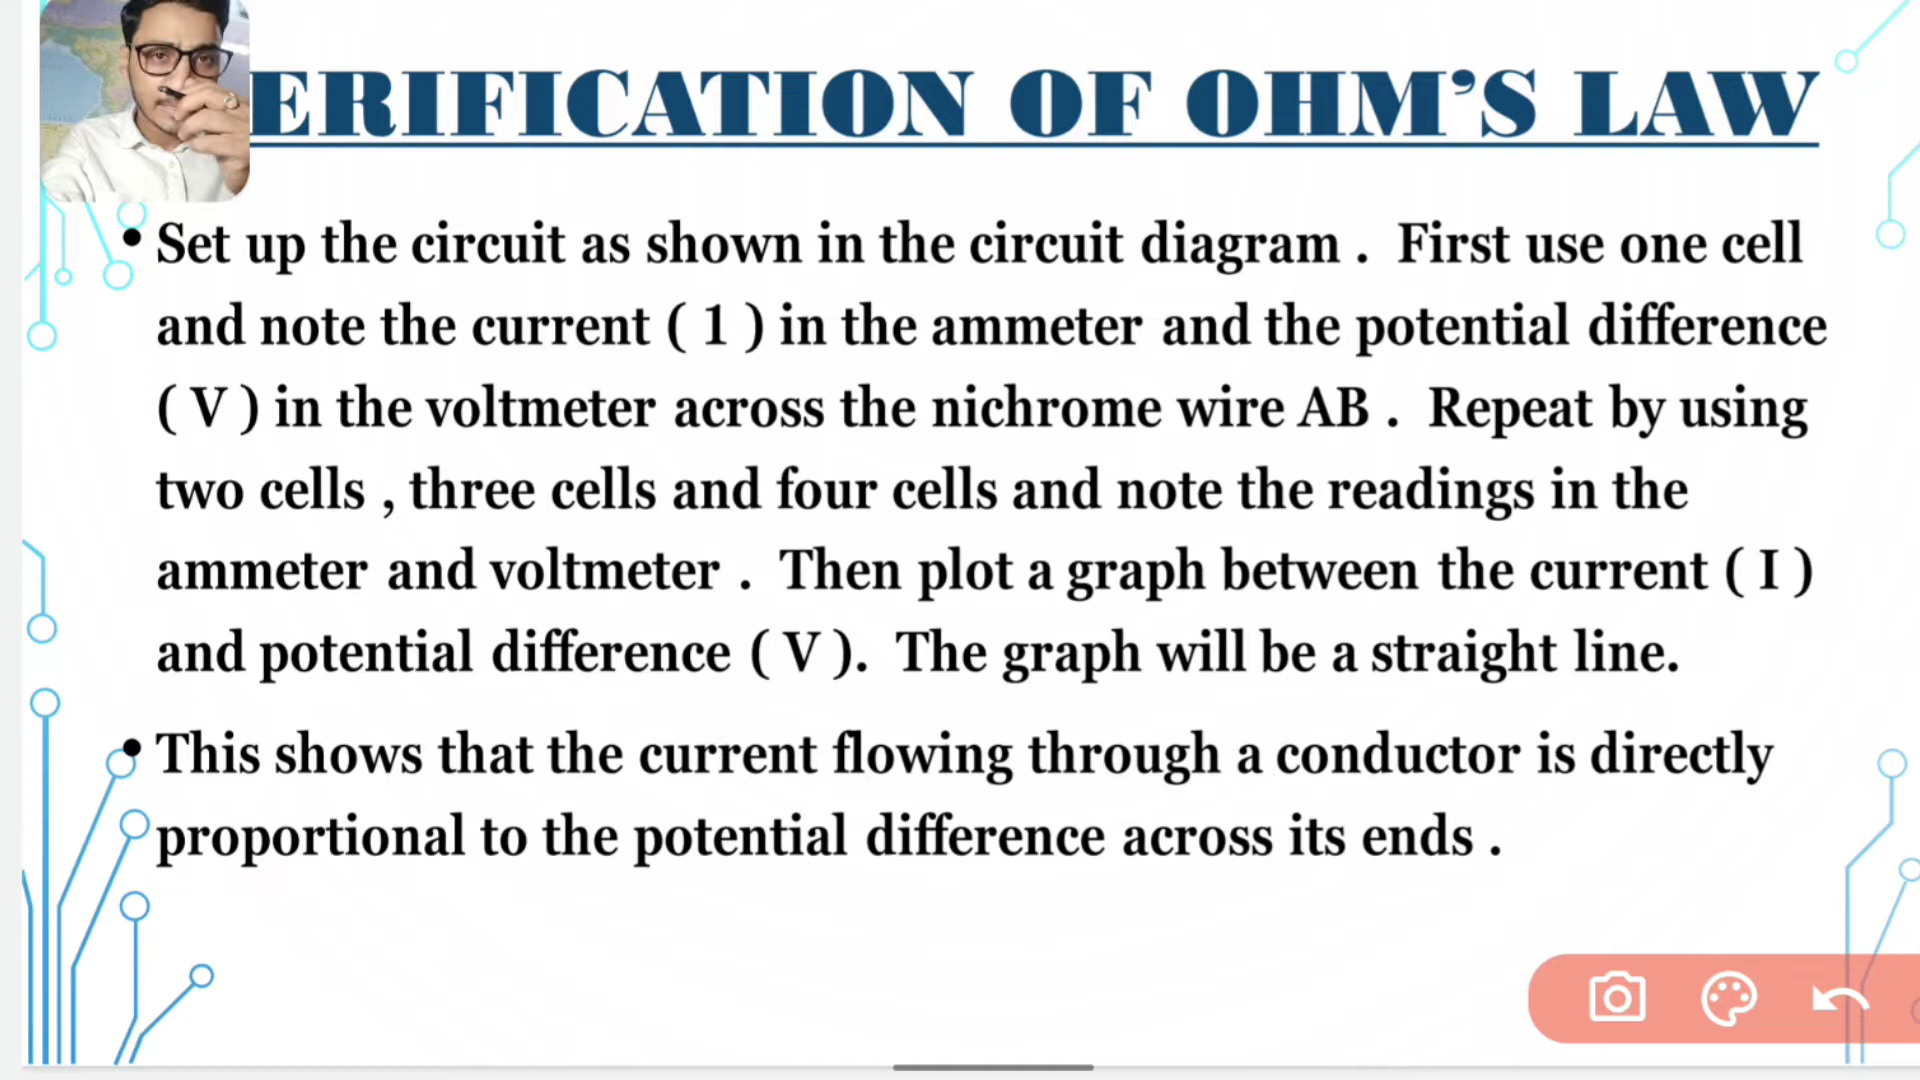 ERIFICATION OF OHM'S LAW
• Set up the circuit as shown in the circuit diagram . First use one cell
and note the current ( 1 ) in the ammeter and the potential difference
( V ) in the voltmeter across the nichrome wire AB . Repeat by using
two cells , three cells and four cells and note the readings in the
ammeter and voltmeter . Then plot a graph between the current ( I )
and potential difference ( V ). The graph will be a straight line.
• This shows that the current flowing through a conductor is directly
proportional to the potential difference across its ends .